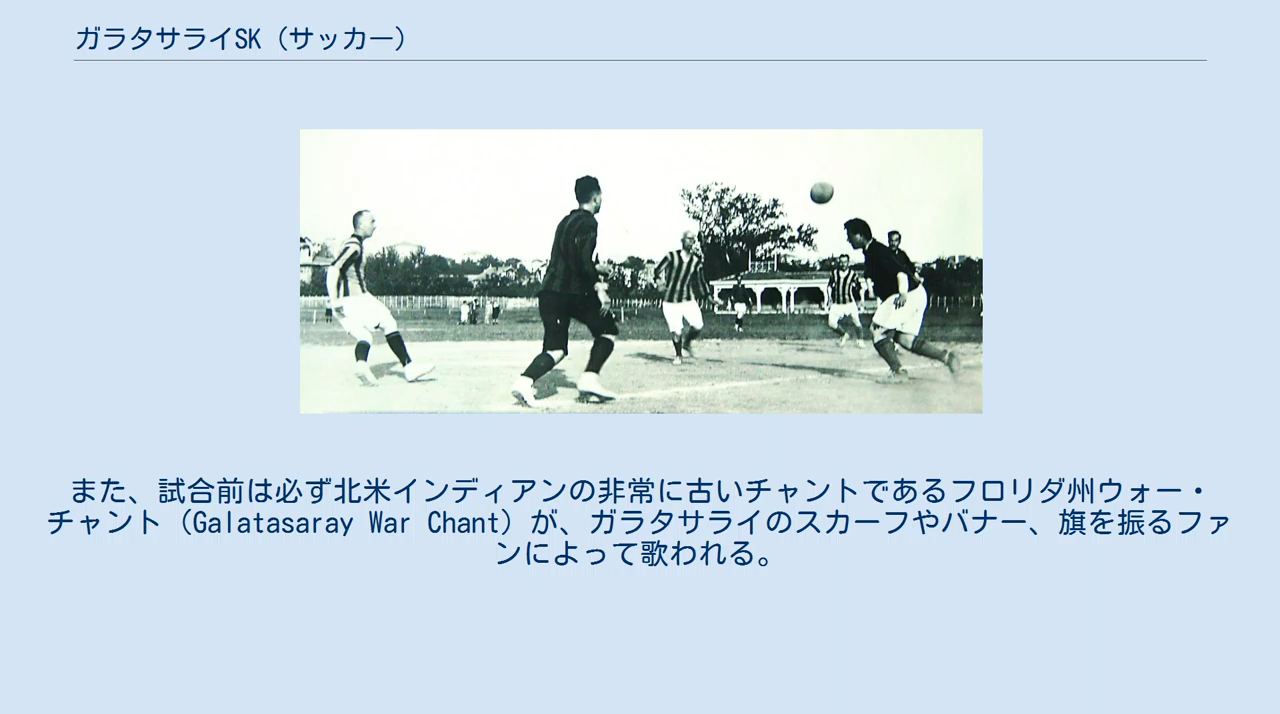 ガラタサライSK（サッカー）
また、試合前は必ず北米インディアンの非常に古いチャントであるフロリダ州ウォー・
チャント（Galatasaray War Chant）が、ガラタサライのスカーフやバナー、旗を振るファ
ンによって歌われる。